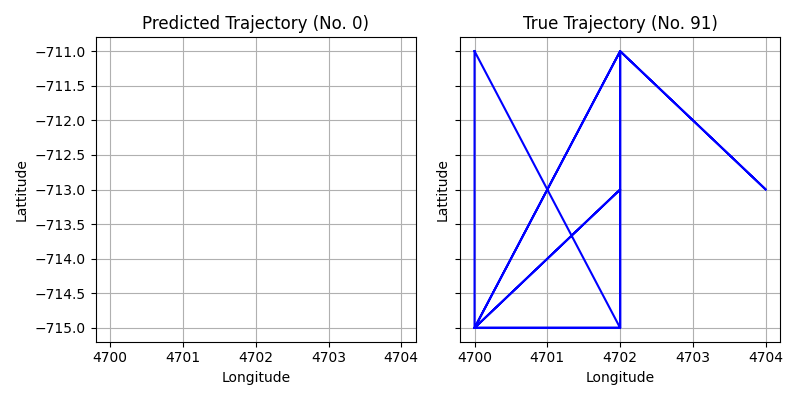 Predicted Trajectory (No. 0)
True Trajectory (No. 91)
−711.0
−711.5
−712.0
−712.5
−713.0
−713.5
−714.0
−714.5
−715.0
Lattitude
Lattitude
4700 4701 4702 4703 4704
4700 4701 4702 4703 4704
Longitude
Longitude